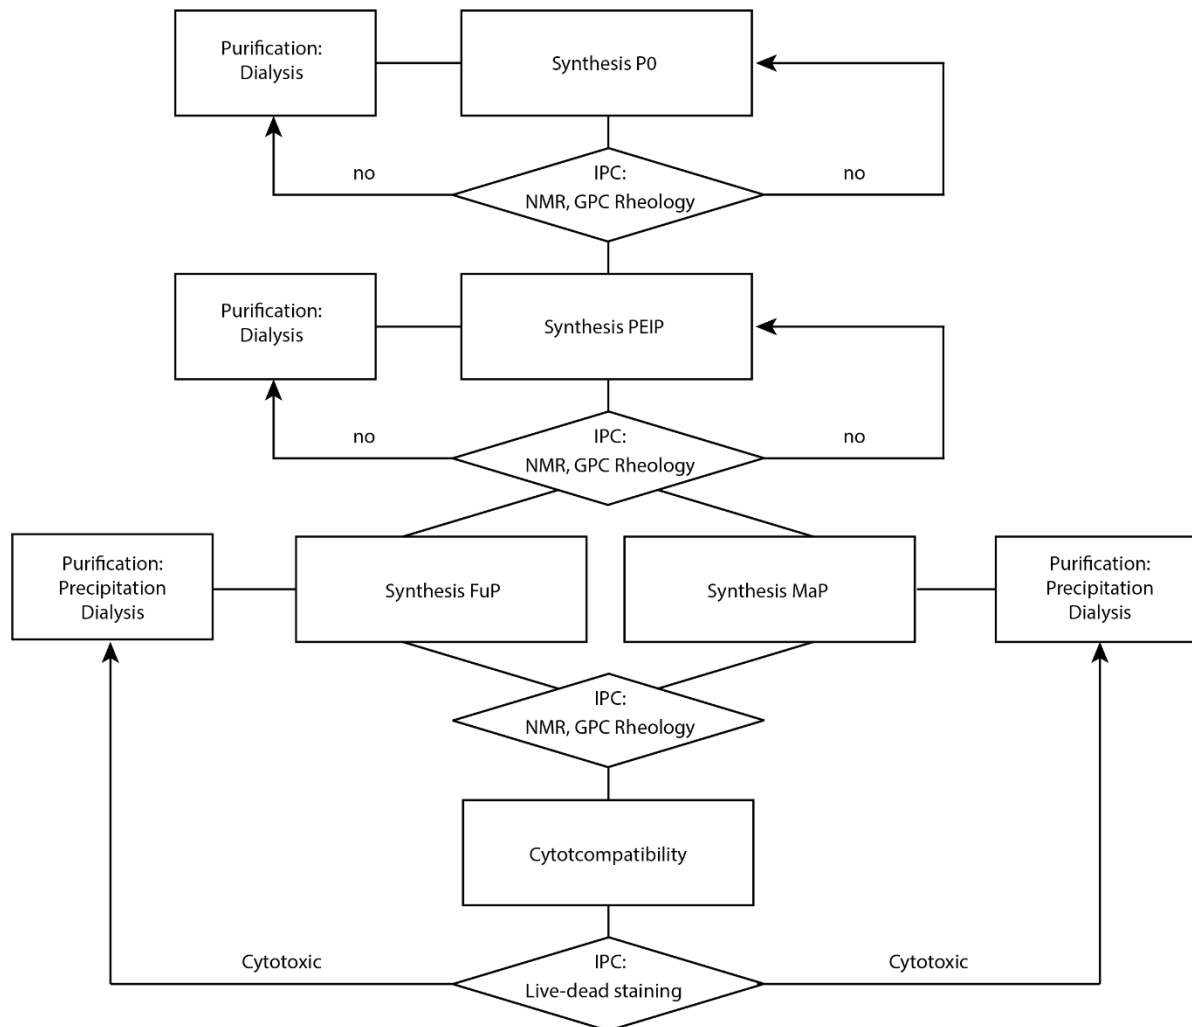 Purification:
Dialysis
Synthesis P0
IPC:
NMR, GPC Rheology
no
no
Purification:
Dialysis
Synthesis PEIP
IPC:
NMR, GPC Rheology
no
no
Purification:
Precipitation
Dialysis
Synthesis FuP
Synthesis MaP
Purification:
Precipitation
Dialysis
IPC:
NMR, GPC Rheology
Cytotcompatibility
Cytotoxic
IPC:
Live-dead staining
Cytotoxic